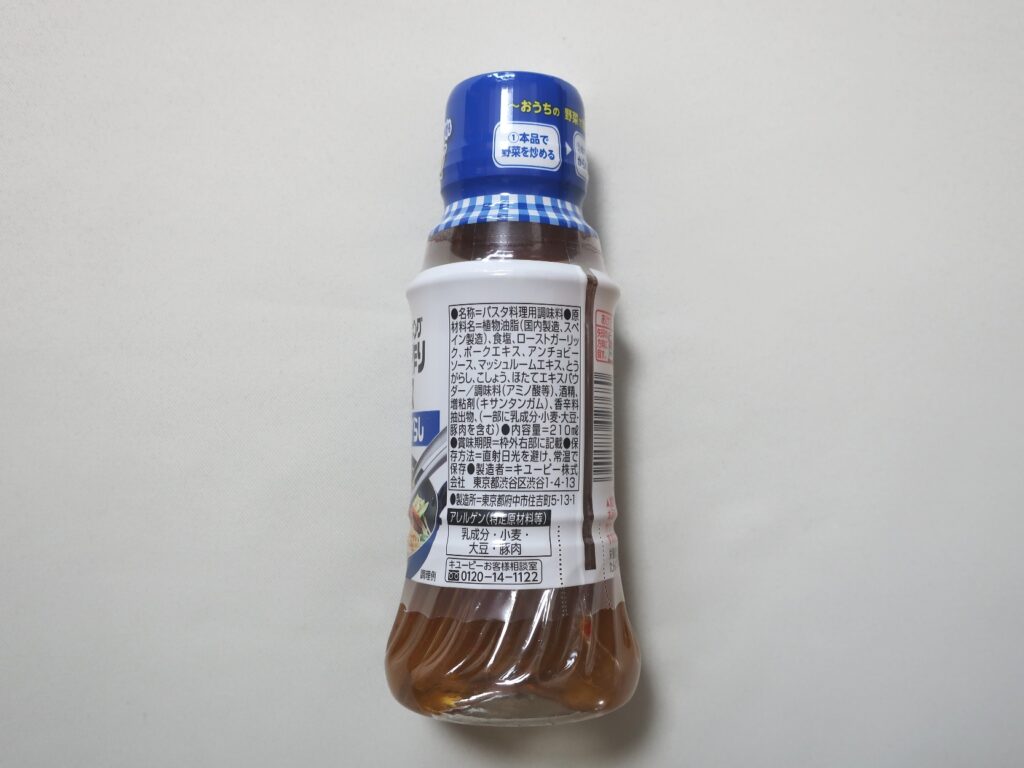 ～おうちの 野菜
①本品で
野菜を炒める
●名称=パスタ料理用調味料●原
材料名=植物油脂(国内製造、スペ
イン製造)、食塩、ローストガーリッ
ク、ポークエキス、アンチョビー
ソース、マッシュルームエキス、とう
がらし、こしょう、ほたてエキスパウ
ダー/調味料(アミノ酸等)、酒精、
増粘剤(キサンタンガム)、香辛料
抽出物、(一部に乳成分・小麦・大豆・
豚肉を含む)●内容量=210㎖
●賞味期限=枠外右部に記載●保
存方法=直射日光を避け、常温で
保存●製造者=キユーピー株式
会社 東京都渋谷区渋谷1-4-13
●製造所=東京都府中市住吉町5-13-1
アレルゲン(特定原材料等)
乳成分・小麦・
大豆・豚肉
キユーピーお客様相談室
0120-14-1122
調理例